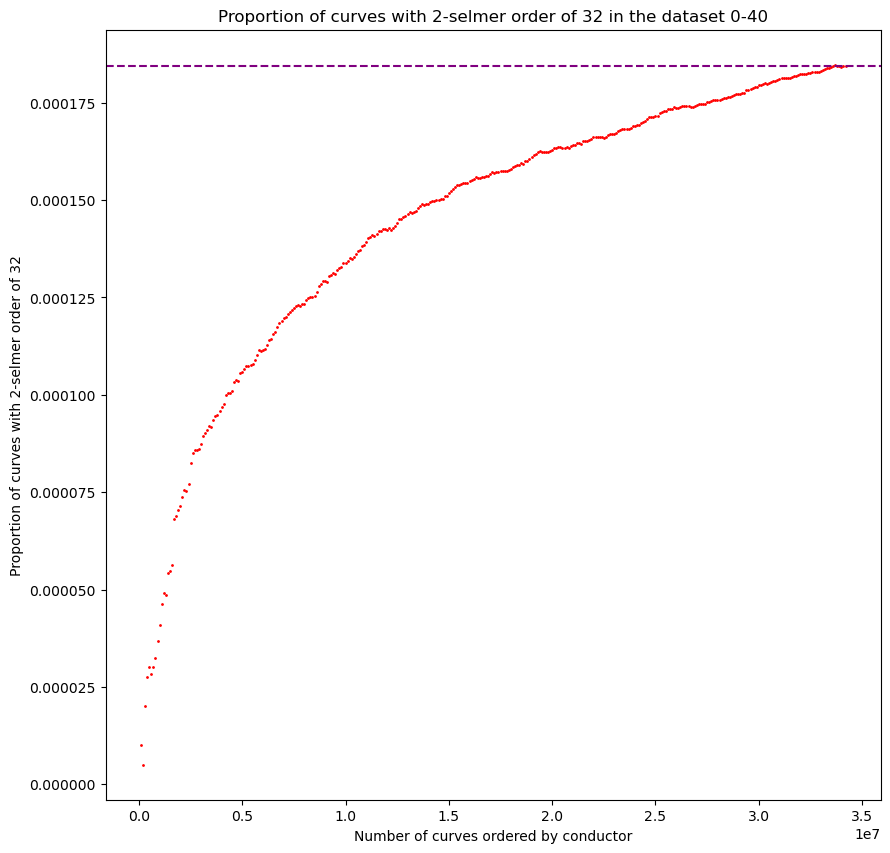 Proportion of curves with 2-selmer order of 32 in the dataset 0-40
Proportion of curves with 2-selmer order of 32
0.000175
0.000150
0.000125
0.000100
0.000075
0.000050
0.000025
0.000000
0.0 0.5 1.0 1.5 2.0 2.5 3.0 3.5
1e7
Number of curves ordered by conductor